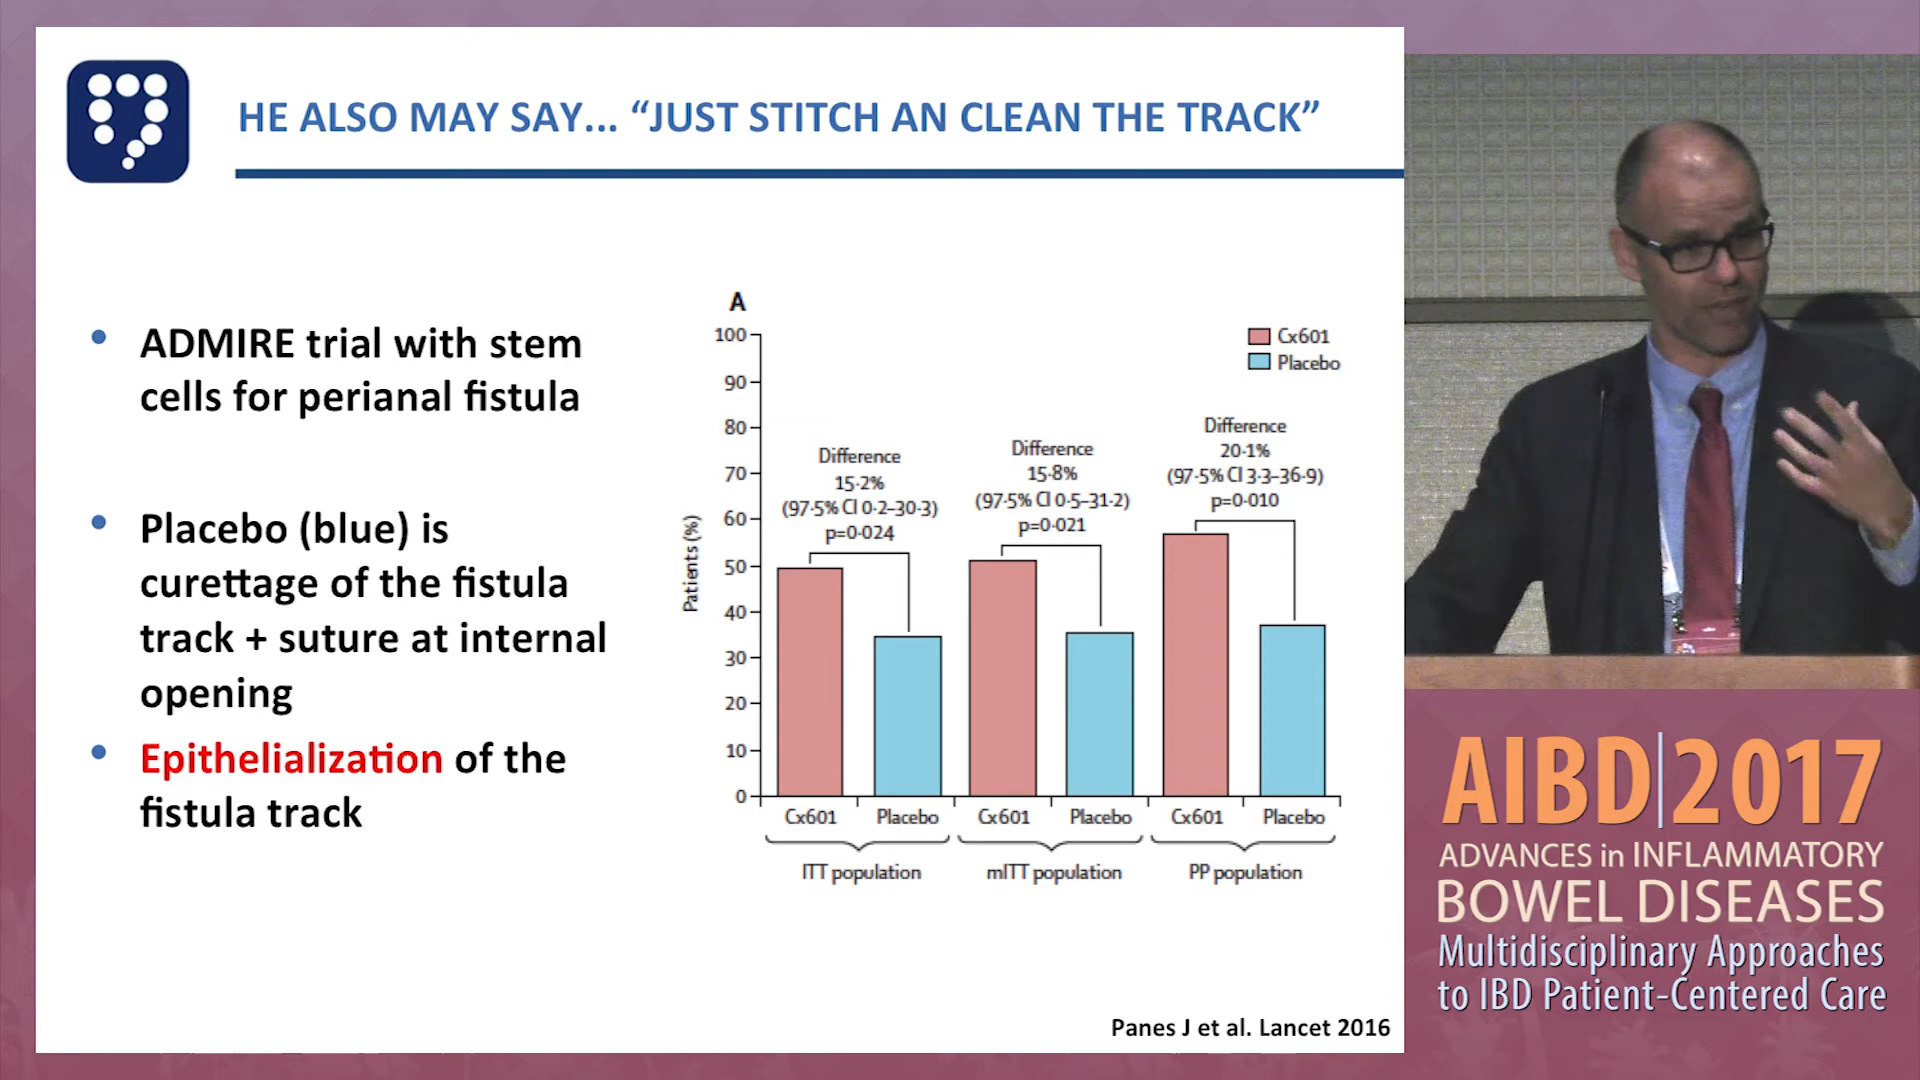 HE ALSO MAY SAY... “JUST STITCH AN CLEAN THE TRACK”
• ADMIRE trial with stem
cells for perianal fistula
• Placebo (blue) is
curettage of the fistula
track + suture at internal
opening
• Epithelialization of the
fistula track
A
Cx601
Placebo
Patients (%)
100
90
80
70
60
50
40
30
20
10
0
Difference
15·2%
(97·5% CI 0·2–30·3)
p=0·024
Difference
15·8%
(97·5% CI 0·5–31·2)
p=0·021
Difference
20·1%
(97·5% CI 3·3–36·9)
p=0·010
Cx601 Placebo Cx601 Placebo Cx601 Placebo
ITT population mITT population PP population
Panes J et al. Lancet 2016
AIBD|2017
ADVANCES in INFLAMMATORY
BOWEL DISEASES
Multidisciplinary Approaches
to IBD Patient-Centered Care